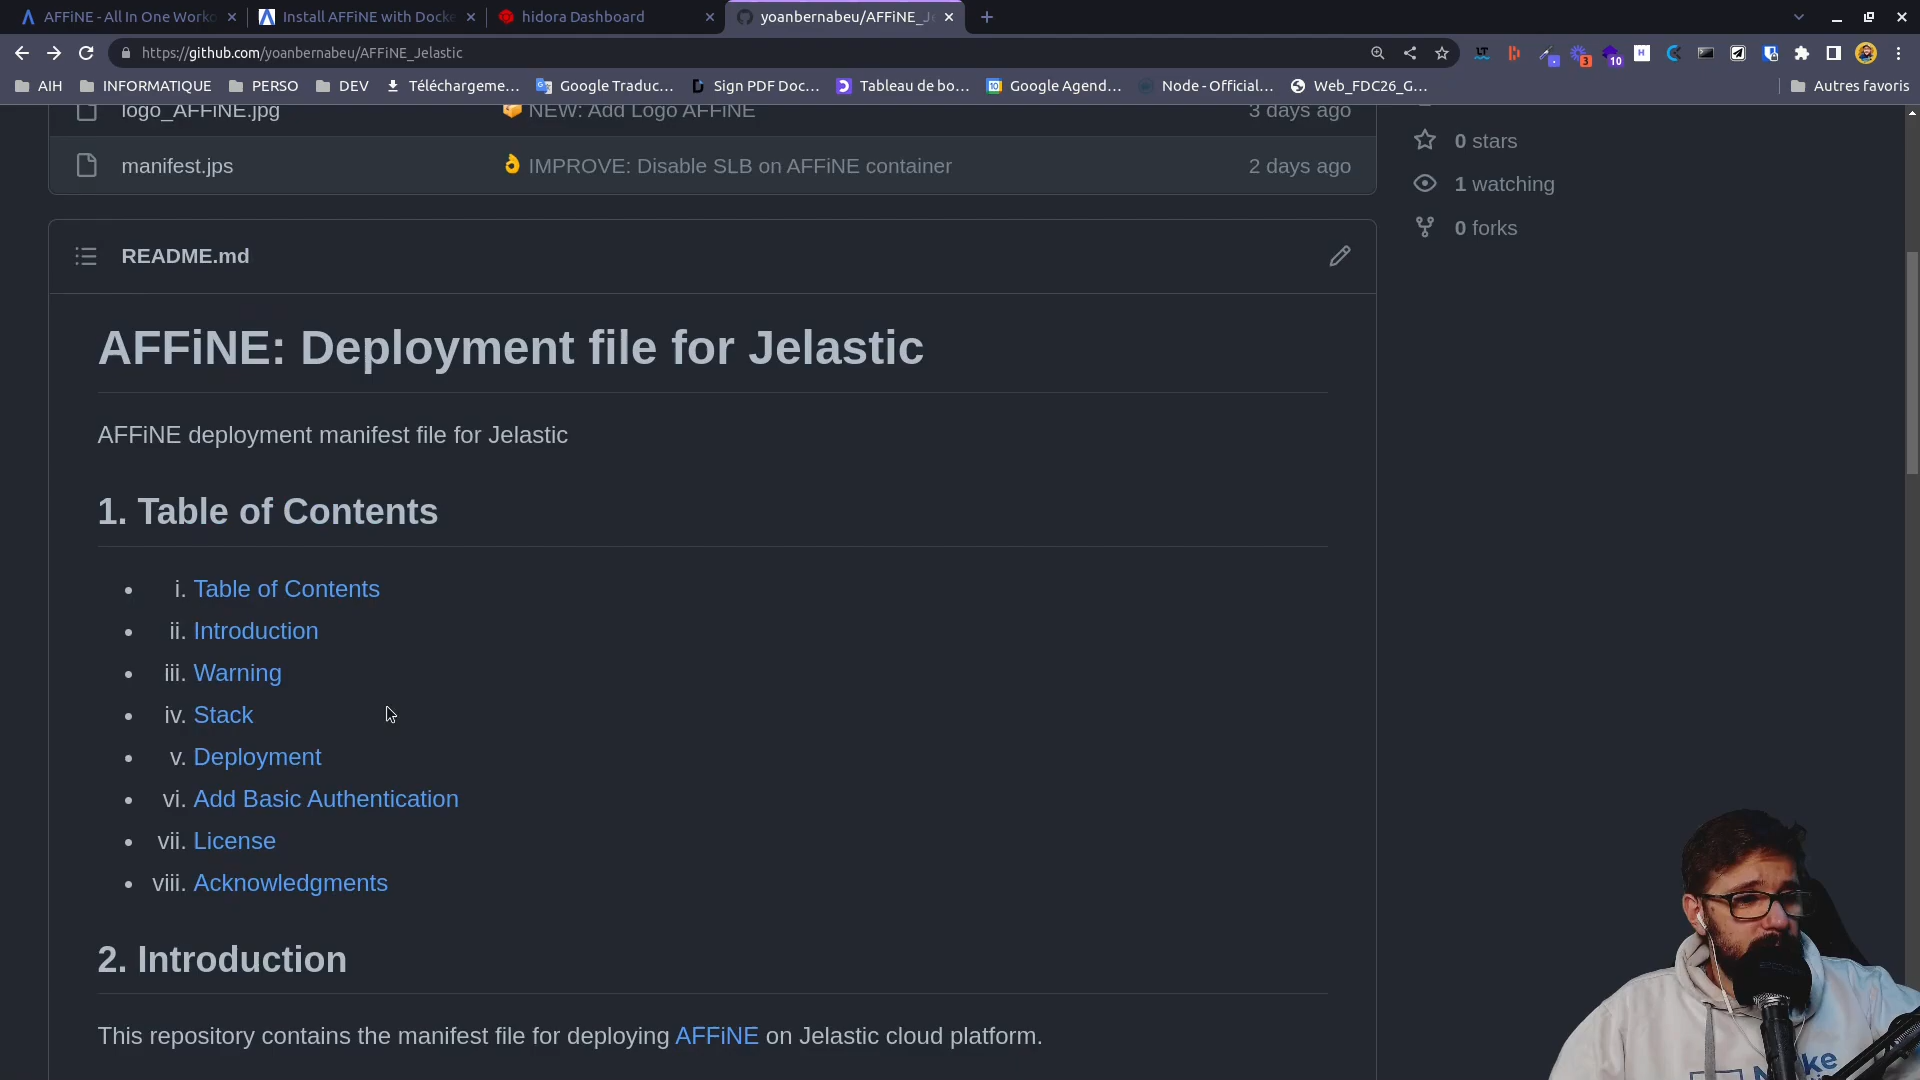 AFFiNE - All In One Worko
Install AFFiNE with Docke
hidora Dashboard
yoanbernabeu/AFFiNE_Je
https://github.com/yoanbernabeu/AFFiNE_Jelastic
3
10
AIH
INFORMATIQUE
PERSO
DEV
Téléchargeme...
Google Traduc...
Sign PDF Doc...
Tableau de bo...
Google Agend...
Node - Official...
Web_FDC26_G...
Autres favoris
logo_AFFiNE.jpg
NEW: Add Logo AFFiNE
3 days ago
manifest.jps
IMPROVE: Disable SLB on AFFiNE container
2 days ago
0 stars
1 watching
0 forks
README.md
AFFiNE: Deployment file for Jelastic
AFFiNE deployment manifest file for Jelastic
1. Table of Contents
i. Table of Contents
ii. Introduction
iii. Warning
iv. Stack
v. Deployment
vi. Add Basic Authentication
vii. License
viii. Acknowledgments
2. Introduction
This repository contains the manifest file for deploying AFFiNE on Jelastic cloud platform.